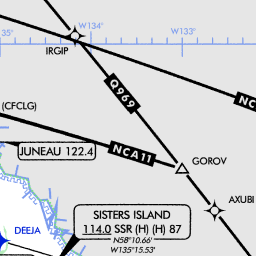 W134°
W133°
35'
IRGIP
Q969
NC
(CFCLG)
NCA11
JUNEAU 122.4
GOROV
AXUBI
SISTERS ISLAND
114.0 SSR (H) (H) 87
N58°10.66'
W135°15.53'
DEEJA